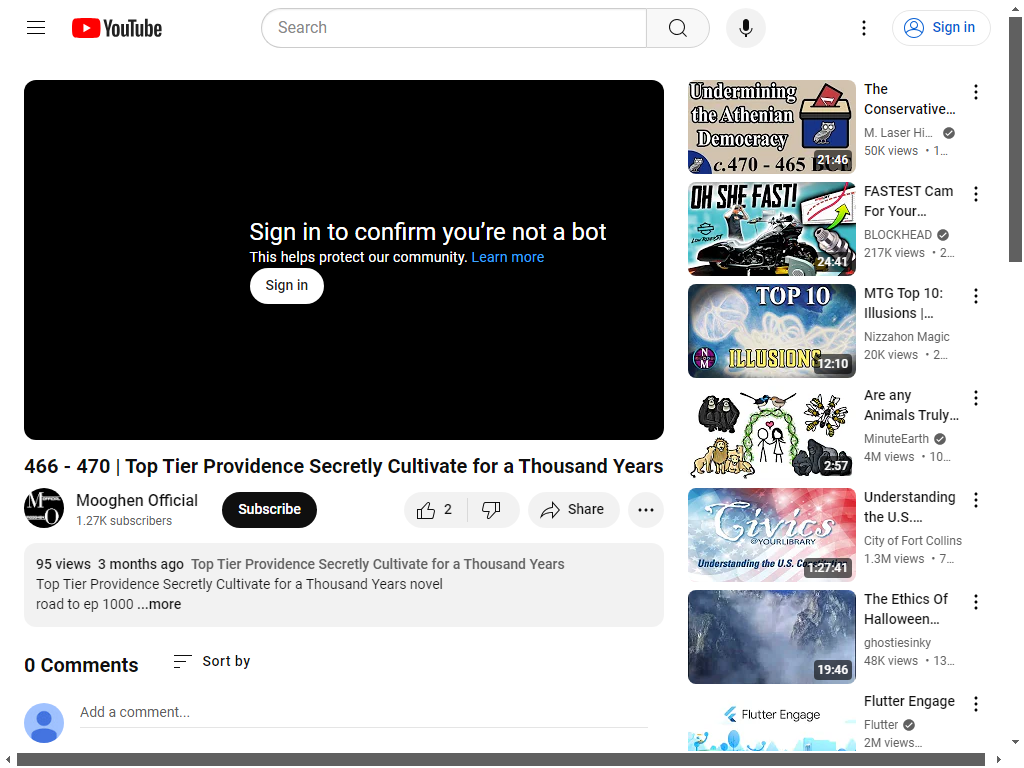 YouTube
Search
Sign in
Sign in to confirm you're not a bot
This helps protect our community. Learn more
Sign in
466 - 470 | Top Tier Providence Secretly Cultivate for a Thousand Years
Mooghen Official
1.27K subscribers
Subscribe
2
Share
95 views 3 months ago Top Tier Providence Secretly Cultivate for a Thousand Years
Top Tier Providence Secretly Cultivate for a Thousand Years novel
road to ep 1000 ...more
0 Comments
Sort by
Add a comment...
Undermining
the Athenian
Democracy
c.470 - 465 BCE
21:46
The
Conservative...
M. Laser Hi...
50K views • 1...
OH SHE FAST!
24:41
FASTEST Cam
For Your...
BLOCKHEAD
217K views • 2...
TOP 10
ILLUSIONS
NM
12:10
MTG Top 10:
Illusions |...
Nizzahon Magic
20K views • 2...
2:57
Are any
Animals Truly...
MinuteEarth
4M views • 10...
Civics
@YOURLIBRARY
Understanding the U.S.
1:27:41
Understanding
the U.S....
City of Fort Collins
1.3M views • 7...
19:46
The Ethics Of
Halloween...
ghostiesinky
48K views • 13...
Flutter Engage
Flutter Engage
Flutter
2M views...